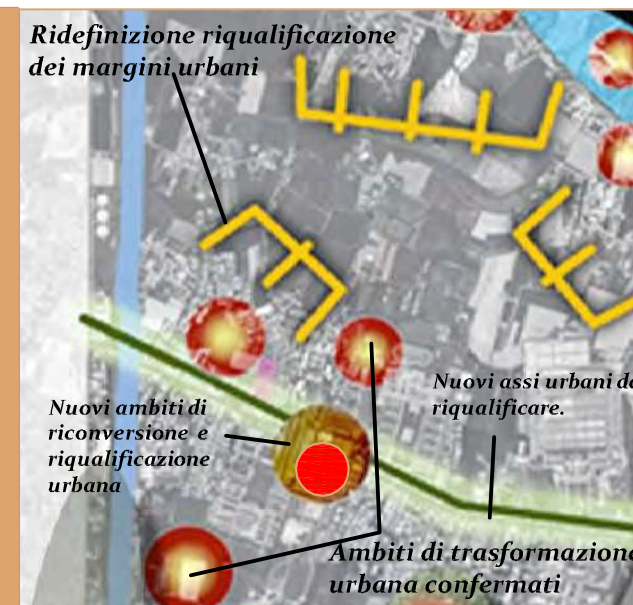 Ridefinizione riqualificazione
dei margini urbani
Nuovi assi urbani
riqualificare.
Nuovi ambiti di
riconversione e
riqualificazione
urbana
Ambiti di trasformazion
urbana confermati